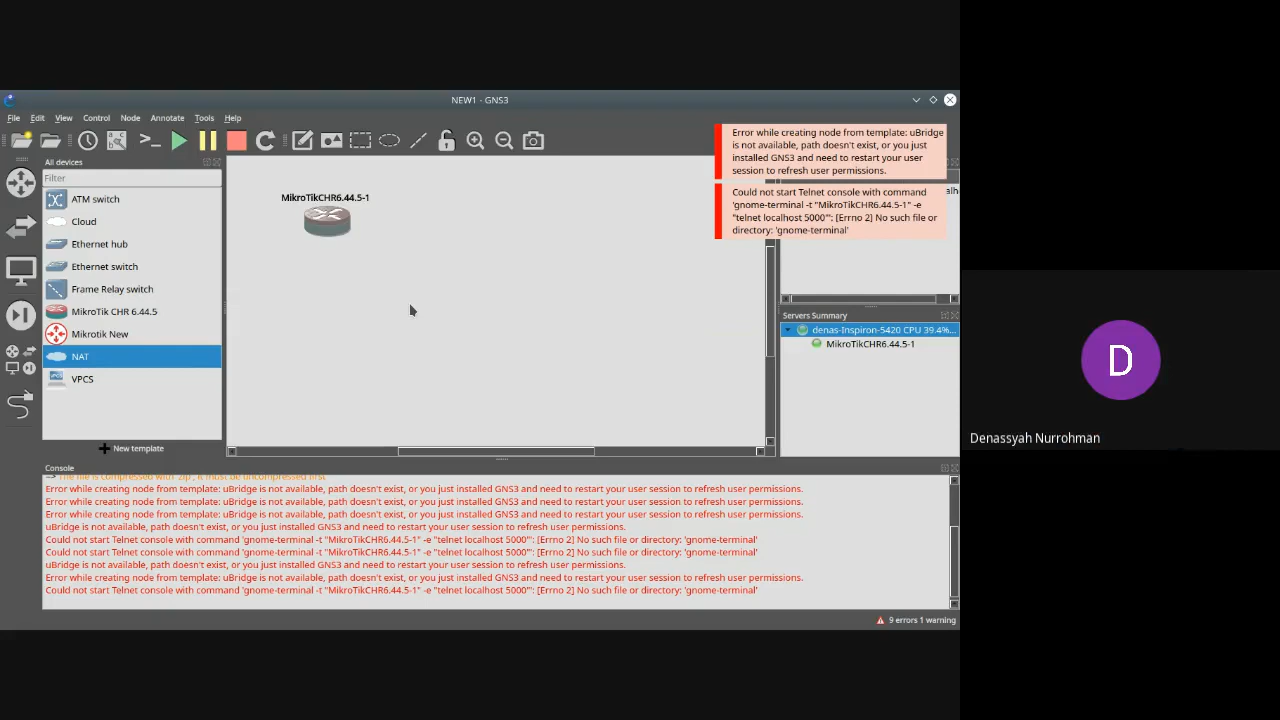 NEW1 - GNS3
File Edit View Control Node Annotate Tools Help
All devices
Filter
ATM switch
Cloud
Ethernet hub
Ethernet switch
Frame Relay switch
MikroTik CHR 6.44.5
Mikrotik New
NAT
VPCS
New template
MikroTikCHR6.44.5-1
Error while creating node from template: uBridge
is not available, path doesn't exist, or you just
installed GNS3 and need to restart your user
session to refresh user permissions.
Could not start Telnet console with command
'gnome-terminal -t "MikroTikCHR6.44.5-1" -e
"telnet localhost 5000"': [Errno 2] No such file or
directory: 'gnome-terminal'
Servers Summary
denas-Inspiron-5420 CPU 39.4%...
MikroTikCHR6.44.5-1
Console
=> The file is compressed with 'zip', it must be uncompressed first
Error while creating node from template: uBridge is not available, path doesn't exist, or you just installed GNS3 and need to restart your user session to refresh user permissions.
Error while creating node from template: uBridge is not available, path doesn't exist, or you just installed GNS3 and need to restart your user session to refresh user permissions.
Error while creating node from template: uBridge is not available, path doesn't exist, or you just installed GNS3 and need to restart your user session to refresh user permissions.
uBridge is not available, path doesn't exist, or you just installed GNS3 and need to restart your user session to refresh user permissions.
Could not start Telnet console with command 'gnome-terminal -t "MikroTikCHR6.44.5-1" -e "telnet localhost 5000"': [Errno 2] No such file or directory: 'gnome-terminal'
Could not start Telnet console with command 'gnome-terminal -t "MikroTikCHR6.44.5-1" -e "telnet localhost 5000"': [Errno 2] No such file or directory: 'gnome-terminal'
uBridge is not available, path doesn't exist, or you just installed GNS3 and need to restart your user session to refresh user permissions.
Error while creating node from template: uBridge is not available, path doesn't exist, or you just installed GNS3 and need to restart your user session to refresh user permissions.
Could not start Telnet console with command 'gnome-terminal -t "MikroTikCHR6.44.5-1" -e "telnet localhost 5000"': [Errno 2] No such file or directory: 'gnome-terminal'
9 errors 1 warning
D
Denassyah Nurrohman